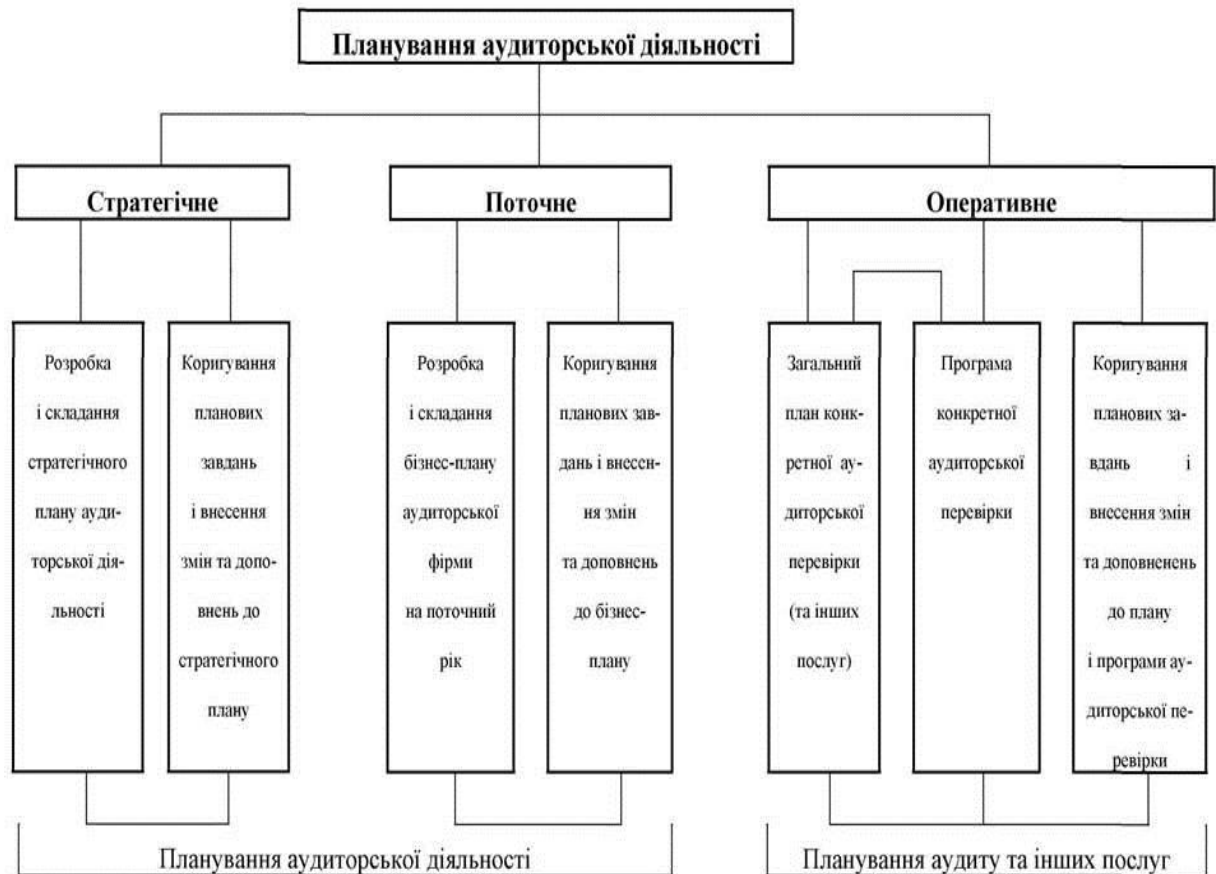 Планування аудиторської діяльності
Стратегічне
Поточне
Оперативне
Розробка
і складання
стратегічного
плану ауди-
торської дія-
льності
Коригування
планових
завдань
і внесення
змін та допо-
внень до
стратегічного
плану
Розробка
і складання
бізнес-плану
аудиторської
фірми
на поточний
рік
Коригування
планових зав-
дань і внесен-
ня змін
та доповнень
до бізнес-
плану
Загальний
план конк-
ретної ау-
диторської
перевірки
(та інших
послуг)
Програма
конкретної
аудиторської
перевірки
Коригування
планових за-
вдань і
внесення змін
та доповненень
до плану
і програми ау-
диторської пе-
ревірки
Планування аудиторської діяльності
Планування аудиту та інших послуг